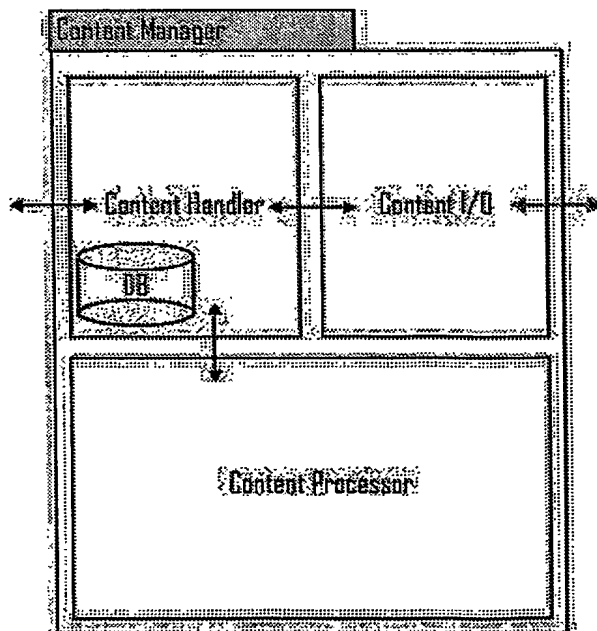 Content Manager
Content Handler
Content I/O
DB
Content Processor